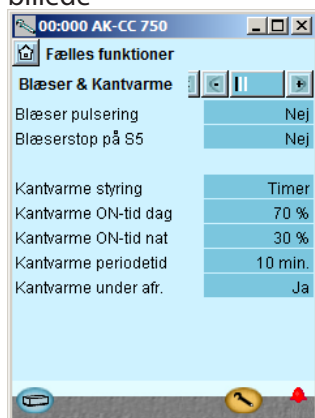 billede
00:000 AK-CC 750
Fælles funktioner
Blæser & Kantvarme
Blæser pulsering Nej
Blæserstop på S5 Nej
Kantvarme styring Timer
Kantvarme ON-tid dag 70 %
Kantvarme ON-tid nat 30 %
Kantvarme periodetid 10 min.
Kantvarme under afr. Ja